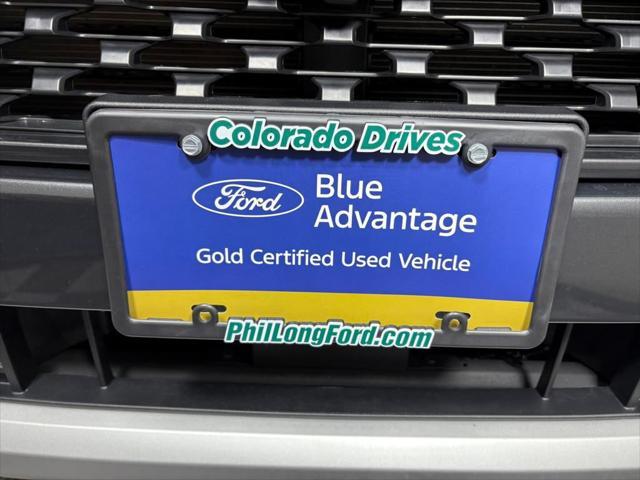 Colorado Drives
Ford
Blue
Advantage
Gold Certified Used Vehicle
PhilLongFord.com